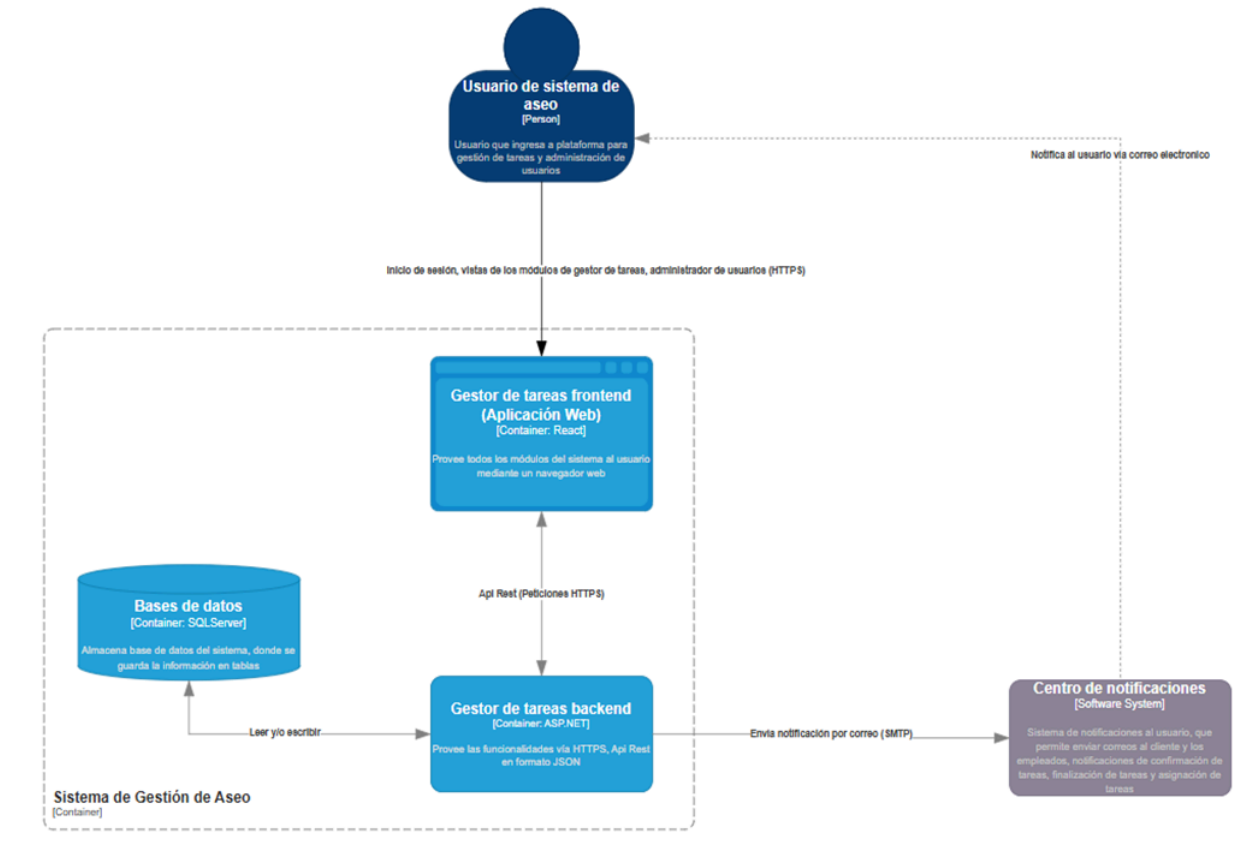 Usuario de sistema de
aseo
[Person]
Usuario que ingresa a plataforma para
gestión de tareas y administración de
usuarios
Notifica al usuario via correo electronico
Inicio de sesión, vistas de los módulos de gestor de tareas, administrador de usuarios (HTTPS)
Gestor de tareas frontend
(Aplicación Web)
[Container: React]
Provee todos los módulos del sistema al usuario
mediante un navegador web
Api Rest (Peticiones HTTPS)
Bases de datos
[Container: SQLServer]
Almacena base de datos del sistema, donde se
guarda la información en tablas
Leer y/o escribir
Gestor de tareas backend
[Container: ASP.NET]
Provee las funcionalidades vía HTTPS, Api Rest
en formato JSON
Envia notificación por correo (SMTP)
Centro de notificaciones
[Software System]
Sistema de notificaciones al usuario, que
permite enviar correos al cliente y los
empleados, notificaciones de confirmación de
tareas, finalización de tareas y asignación de
tareas
Sistema de Gestión de Aseo
[Container]